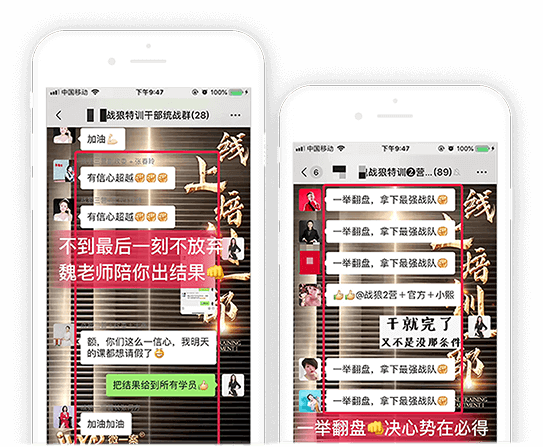 中国移动
下午9:47
100%
战狼特训干部统战群(28)
加油💪
张春棱
有信心超越👊👊👊
有信心超越👊👊👊
不到最后一刻不放弃
魏老师陪你出结果👊
额,你们这么一信心,我明天
的课都想请假了
把结果给到所有学员👍
加油加油
线上培训
中国移动
下午9:47
100%
6
战狼特训❷营...(89)
一举翻盘,拿下最强战队👊
一举翻盘,拿下最强战队👊
一举翻盘,拿下最强战队👊
👍👍@战狼2营+官方+小熙
干就完了
又不是没那条件
一举翻盘,拿下最强战队👊
一举翻盘,拿下最强战队👊
一举翻盘👊决心势在必得
线上培训部